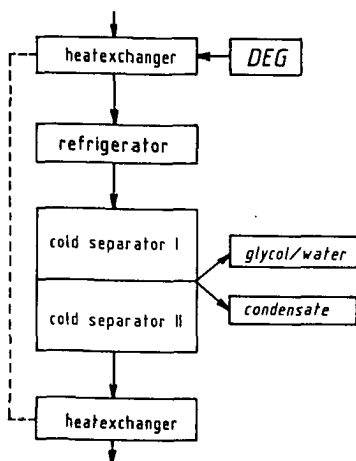 heatexchanger
DEG
refrigerator
cold separator I
glycol/water
cold separator II
condensate
heatexchanger